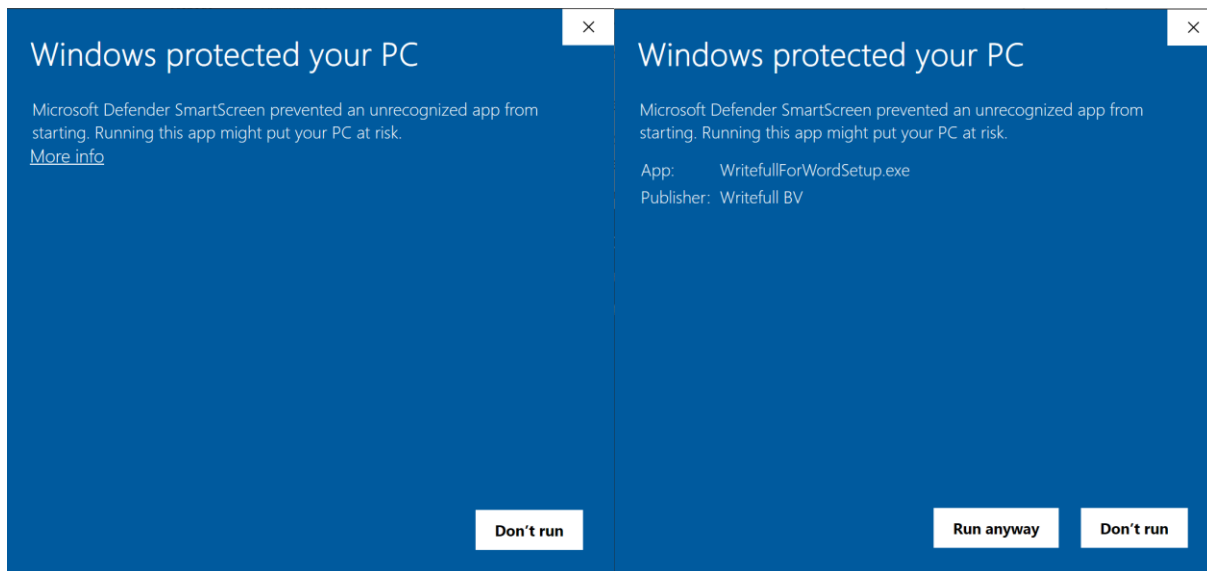 Windows protected your PC
Microsoft Defender SmartScreen prevented an unrecognized app from
starting. Running this app might put your PC at risk.
More info
Don't run
Windows protected your PC
Microsoft Defender SmartScreen prevented an unrecognized app from
starting. Running this app might put your PC at risk.
App: WritefullForWordSetup.exe
Publisher: Writefull BV
Run anyway Don't run